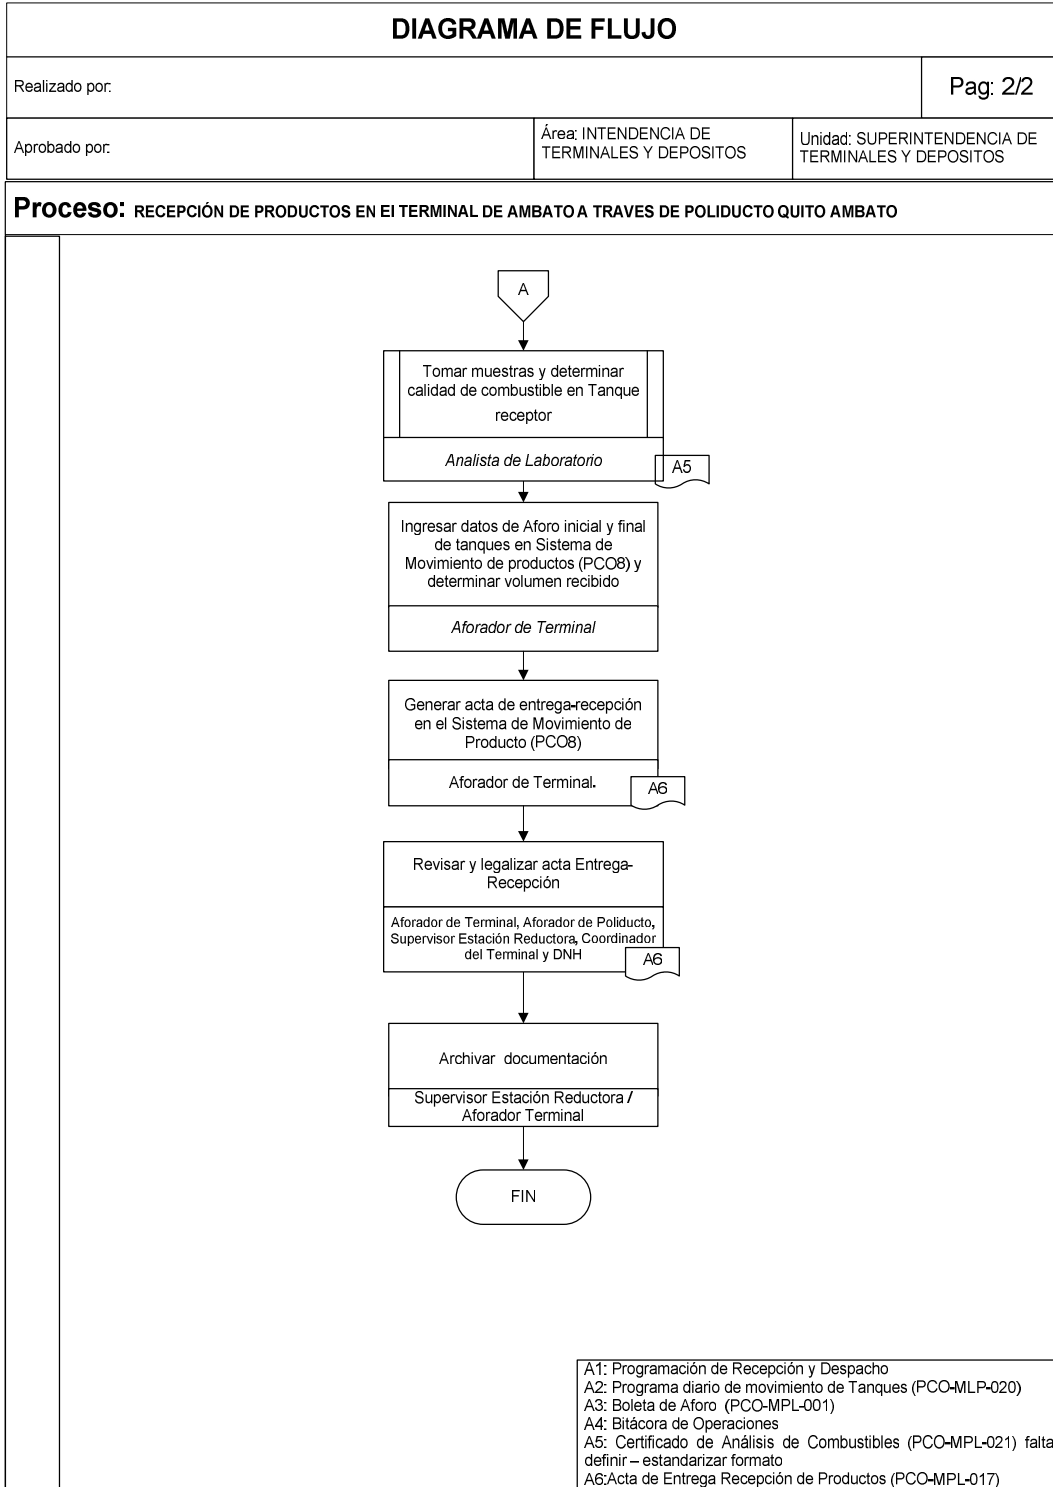 DIAGRAMA DE FLUJO
Realizado por:
Pag: 2/2
Aprobado por:
Área: INTENDENCIA DE
TERMINALES Y DEPOSITOS
Unidad: SUPERINTENDENCIA DE
TERMINALES Y DEPOSITOS
Proceso: RECEPCIÓN DE PRODUCTOS EN El TERMINAL DE AMBATO A TRAVES DE POLIDUCTO QUITO AMBATO
A
Tomar muestras y determinar
calidad de combustible en Tanque
receptor
Analista de Laboratorio
A5
Ingresar datos de Aforo inicial y final
de tanques en Sistema de
Movimiento de productos (PCO8) y
determinar volumen recibido
Aforador de Terminal
Generar acta de entrega-recepción
en el Sistema de Movimiento de
Producto (PCO8)
Aforador de Terminal.
A6
Revisar y legalizar acta Entrega-
Recepción
Aforador de Terminal, Aforador de Poliducto,
Supervisor Estación Reductora, Coordinador
del Terminal y DNH
A6
Archivar documentación
Supervisor Estación Reductora /
Aforador Terminal
FIN
A1: Programación de Recepción y Despacho
A2: Programa diario de movimiento de Tanques (PCO-MLP-020)
A3: Boleta de Aforo (PCO-MPL-001)
A4: Bitácora de Operaciones
A5: Certificado de Análisis de Combustibles (PCO-MPL-021) falta
definir – estandarizar formato
A6:Acta de Entrega Recepción de Productos (PCO-MPL-017)